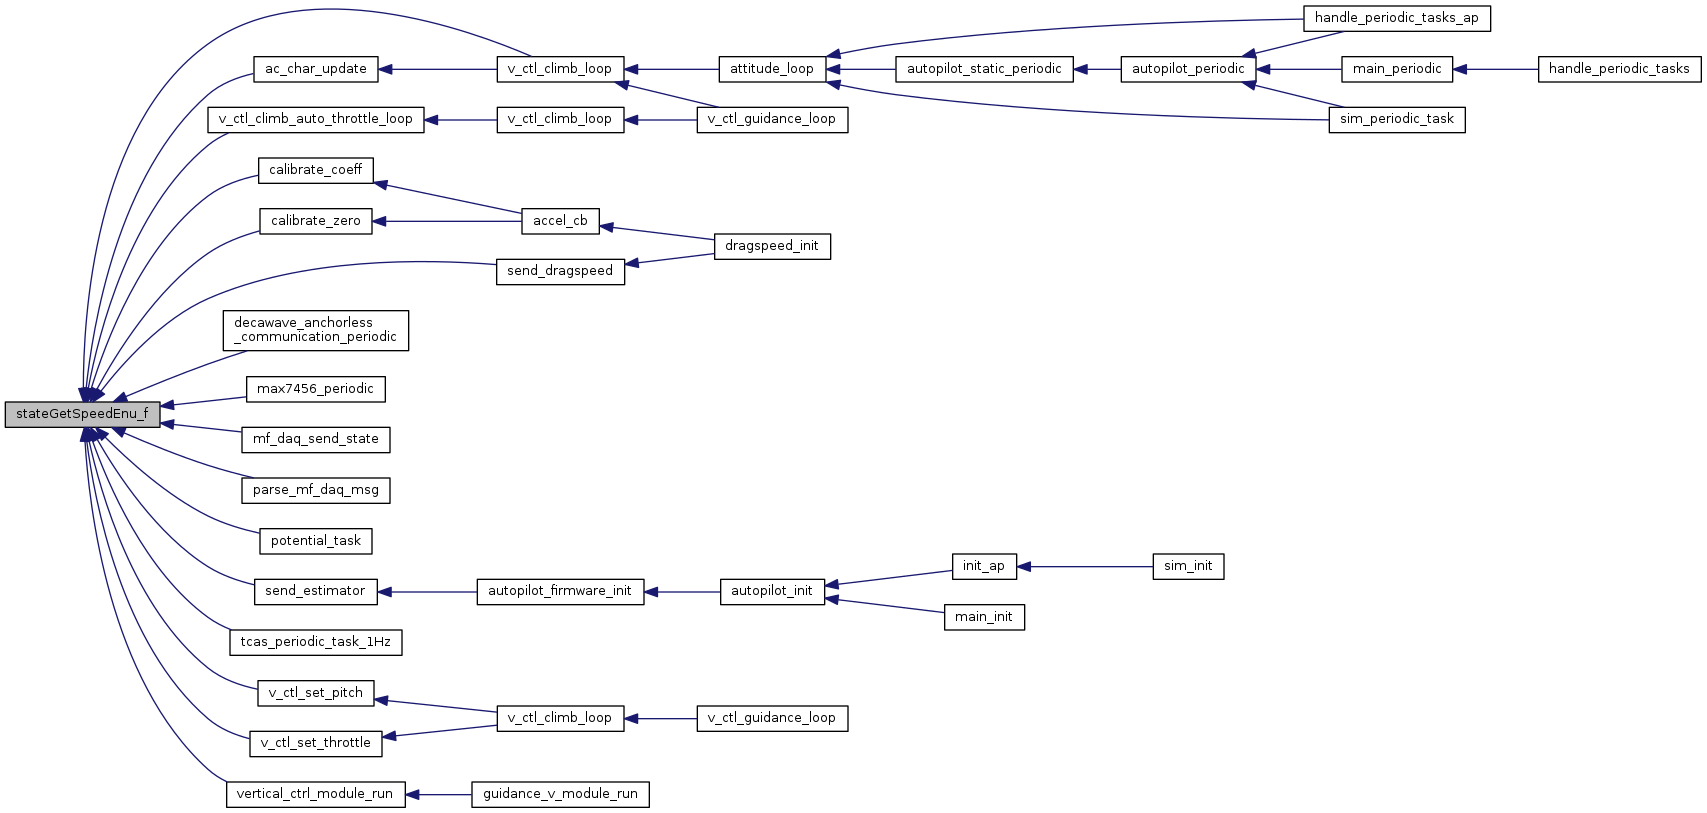 handle_periodic_tasks_ap
ac_char_update
v_ctl_climb_loop
attitude_loop
autopilot_static_periodic
autopilot_periodic
main_periodic
handle_periodic_tasks
v_ctl_climb_auto_throttle_loop
v_ctl_climb_loop
v_ctl_guidance_loop
sim_periodic_task
calibrate_coeff
calibrate_zero
accel_cb
dragspeed_init
send_dragspeed
decawave_anchorless
_communication_periodic
max7456_periodic
stateGetSpeedEnu_f
mf_daq_send_state
parse_mf_daq_msg
potential_task
init_ap
sim_init
send_estimator
autopilot_firmware_init
autopilot_init
main_init
tcas_periodic_task_1Hz
v_ctl_set_pitch
v_ctl_climb_loop
v_ctl_guidance_loop
v_ctl_set_throttle
vertical_ctrl_module_run
guidance_v_module_run